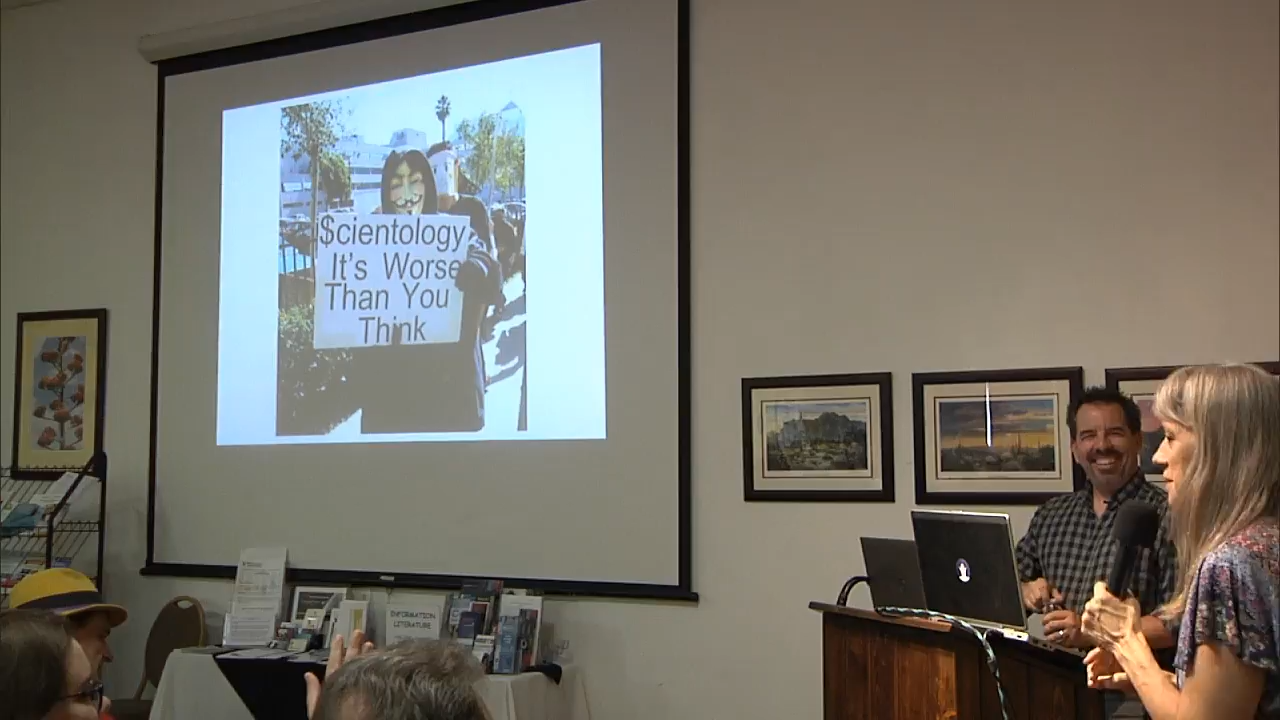 $cientology
It's Worse
Than You
Think
INFORMATION
LITERATURE